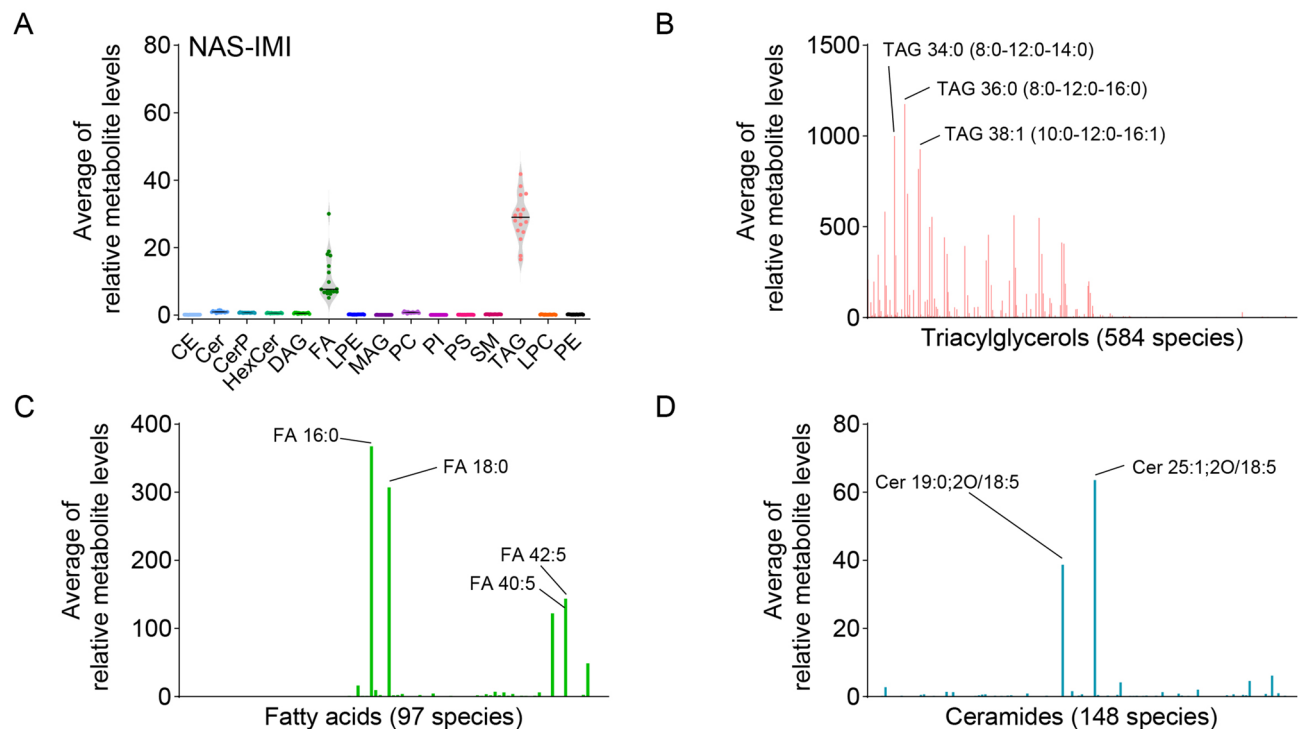 A
NAS-IMI
Average of
relative metabolite levels
80
60
40
20
0
CE
Cer
CerP
HexCer
DAG
FA
LPE
MAG
PC
PI
PS
SM
TAG
LPC
PE
B
Average of
relative metabolite levels
1500
1000
500
0
TAG 34:0 (8:0-12:0-14:0)
TAG 36:0 (8:0-12:0-16:0)
TAG 38:1 (10:0-12:0-16:1)
Triacylglycerols (584 species)
C
Average of
relative metabolite levels
400
300
200
100
0
FA 16:0
FA 18:0
FA 42:5
FA 40:5
Fatty acids (97 species)
D
Average of
relative metabolite levels
80
60
40
20
0
Cer 19:0;2O/18:5
Cer 25:1;2O/18:5
Ceramides (148 species)